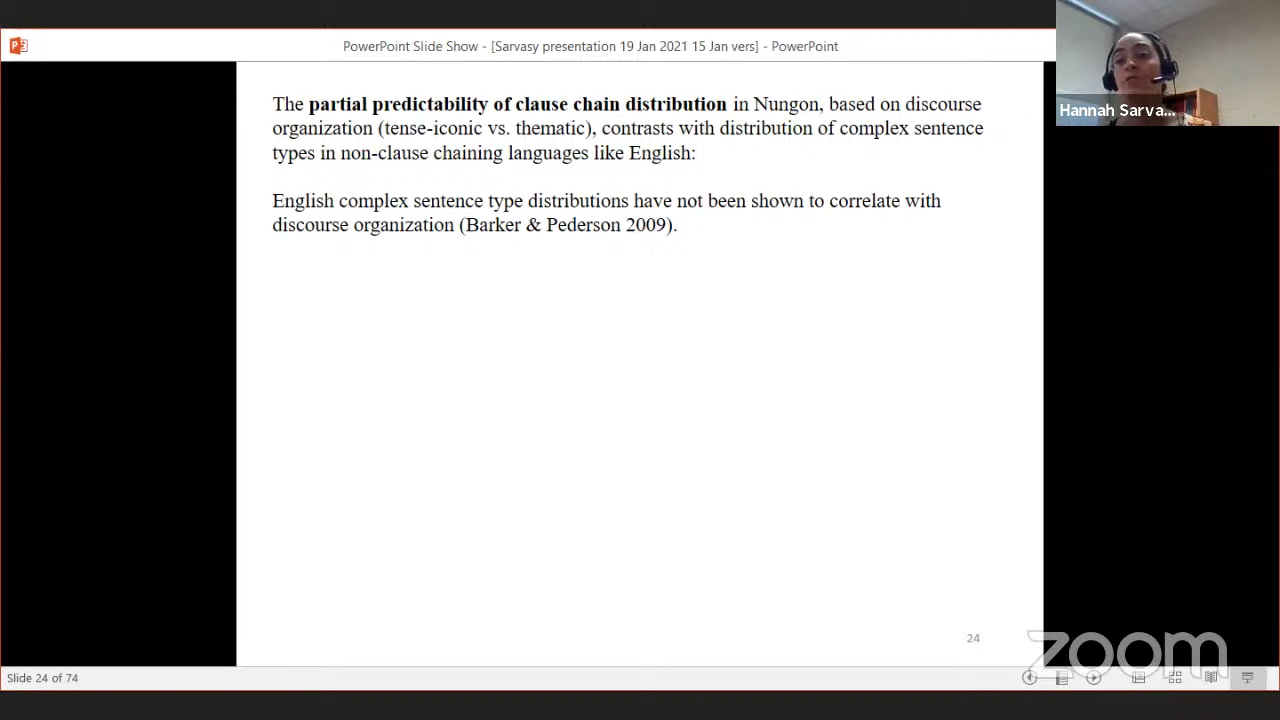 PowerPoint Slide Show - [Sarvasy presentation 19 Jan 2021 15 Jan vers] - PowerPoint
Hannah Sarva...
The partial predictability of clause chain distribution in Nungon, based on discourse
organization (tense-iconic vs. thematic), contrasts with distribution of complex sentence
types in non-clause chaining languages like English:
English complex sentence type distributions have not been shown to correlate with
discourse organization (Barker & Pederson 2009).
24
zoom
Slide 24 of 74